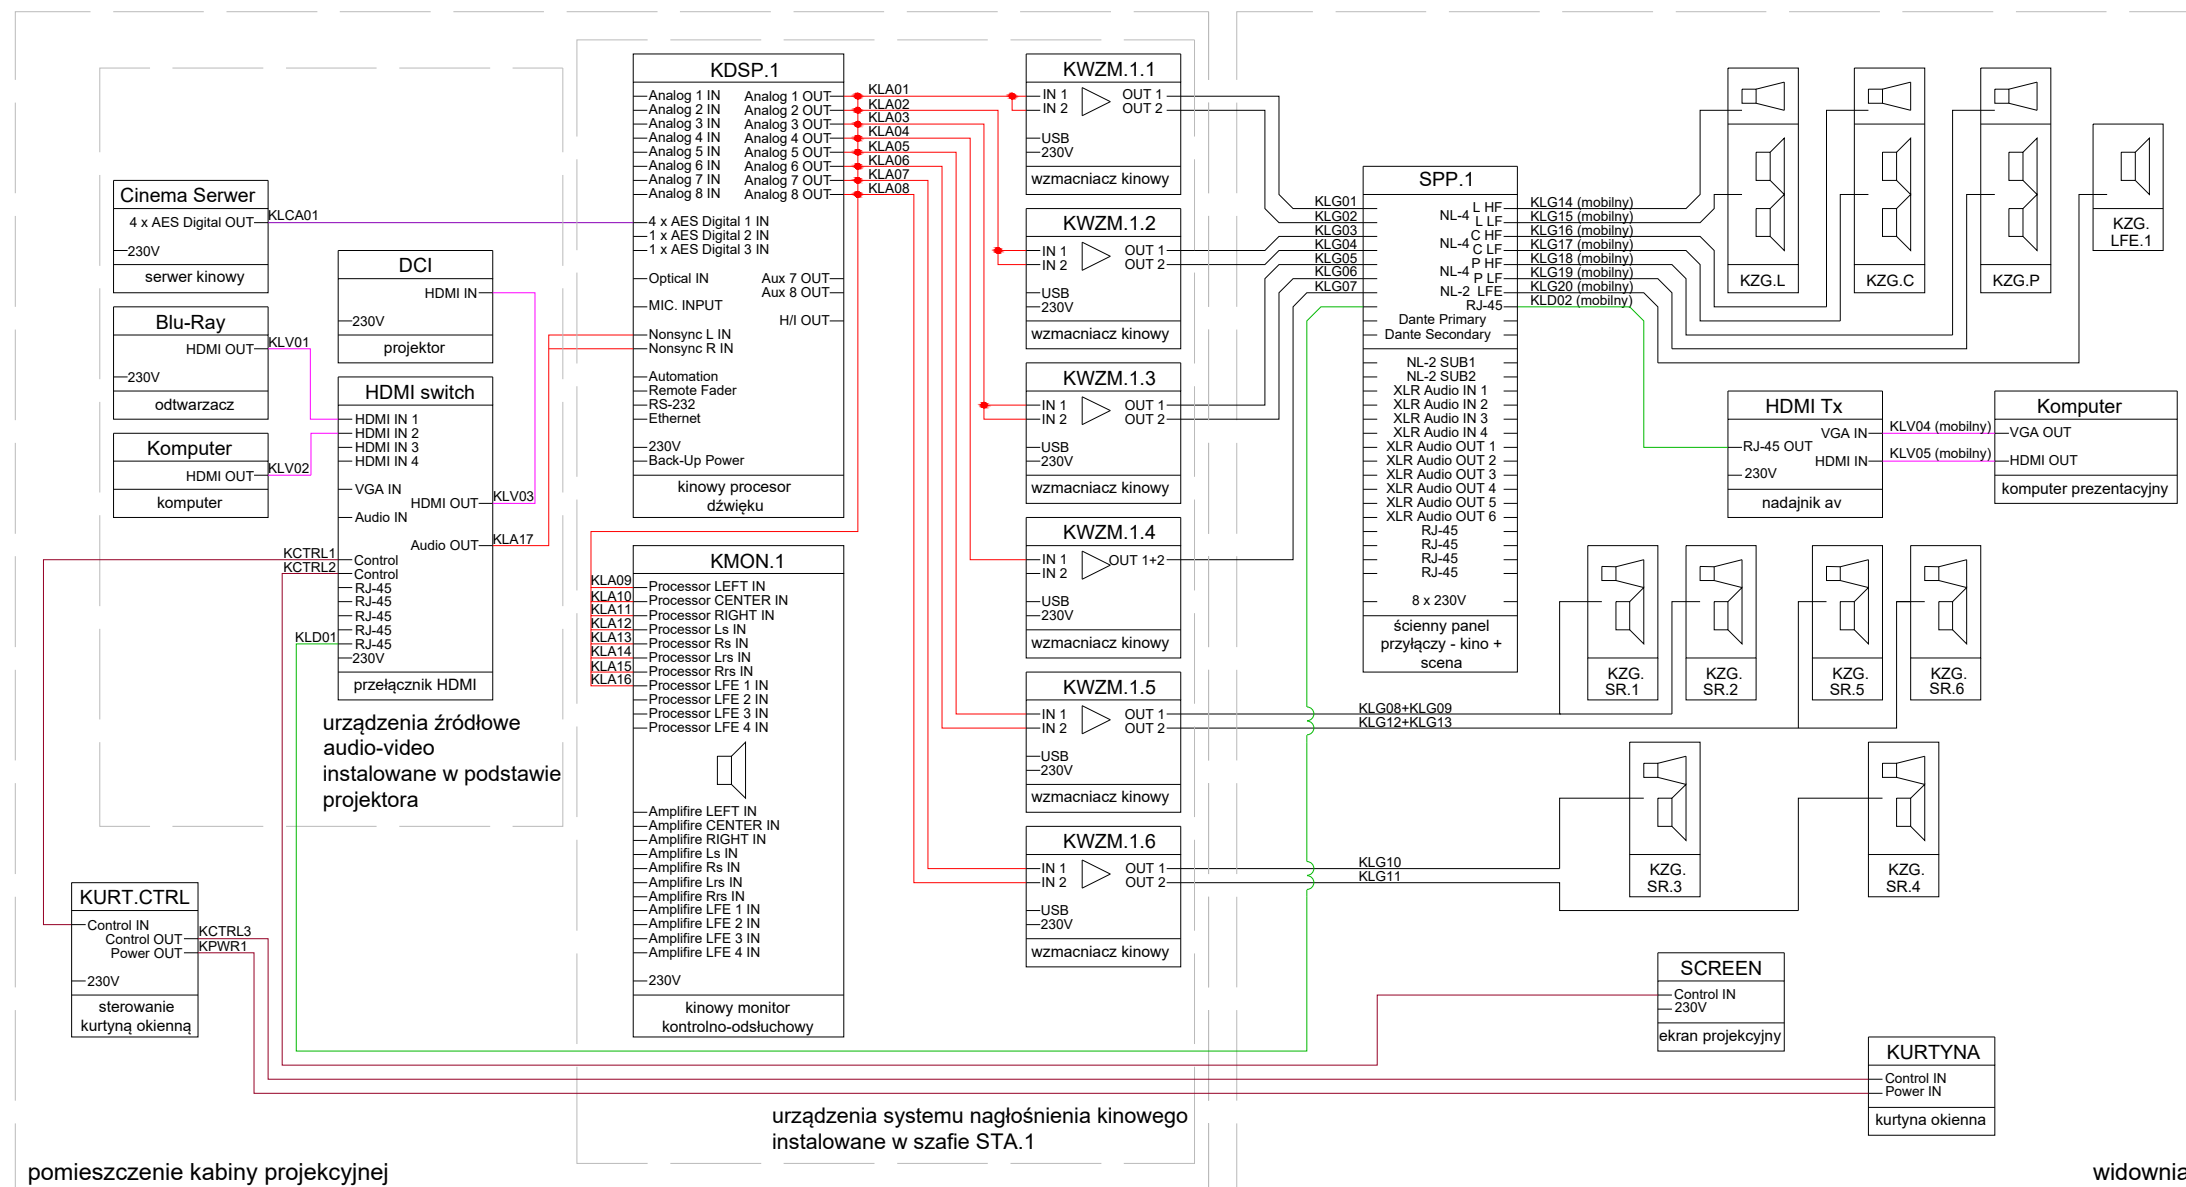 Cinema Serwer
4 x AES Digital OUT
230V
serwer kinowy
KLCA01
Blu-Ray
HDMI OUT
230V
odtwarzacz
KLV01
Komputer
HDMI OUT
komputer
KLV02
DCI
HDMI IN
230V
projektor
HDMI switch
HDMI IN 1
HDMI IN 2
HDMI IN 3
HDMI IN 4
VGA IN
HDMI OUT
KLV03
Audio IN
Audio OUT
KLA17
KCTRL1
Control
KCTRL2
Control
RJ-45
RJ-45
RJ-45
RJ-45
KLD01
RJ-45
230V
przełącznik HDMI
urządzenia źródłowe
audio-video
instalowane w podstawie
projektora
KURT.CTRL
Control IN
Control OUT
KCTRL3
Power OUT
KPWR1
230V
sterowanie
kurtyną okienną
KDSP.1
Analog 1 IN Analog 1 OUT KLA01
Analog 2 IN Analog 2 OUT KLA02
Analog 3 IN Analog 3 OUT KLA03
Analog 4 IN Analog 4 OUT KLA04
Analog 5 IN Analog 5 OUT KLA05
Analog 6 IN Analog 6 OUT KLA06
Analog 7 IN Analog 7 OUT KLA07
Analog 8 IN Analog 8 OUT KLA08
4 x AES Digital 1 IN
1 x AES Digital 2 IN
1 x AES Digital 3 IN
Optical IN Aux 7 OUT
Aux 8 OUT
MIC. INPUT
H/I OUT
Nonsync L IN
Nonsync R IN
Automation
Remote Fader
RS-232
Ethernet
230V
Back-Up Power
kinowy procesor
dźwięku
KMON.1
KLA09 Processor LEFT IN
KLA10 Processor CENTER IN
KLA11 Processor RIGHT IN
KLA12 Processor Ls IN
KLA13 Processor Rs IN
KLA14 Processor Lrs IN
KLA15 Processor Rrs IN
KLA16 Processor LFE 1 IN
Processor LFE 2 IN
Processor LFE 3 IN
Processor LFE 4 IN
Amplifire LEFT IN
Amplifire CENTER IN
Amplifire RIGHT IN
Amplifire Ls IN
Amplifire Rs IN
Amplifire Lrs IN
Amplifire Rrs IN
Amplifire LFE 1 IN
Amplifire LFE 2 IN
Amplifire LFE 3 IN
Amplifire LFE 4 IN
230V
kinowy monitor
kontrolno-odsłuchowy
KWZM.1.1
IN 1 OUT 1
IN 2 OUT 2
USB
230V
wzmacniacz kinowy
KWZM.1.2
IN 1 OUT 1
IN 2 OUT 2
USB
230V
wzmacniacz kinowy
KWZM.1.3
IN 1 OUT 1
IN 2 OUT 2
USB
230V
wzmacniacz kinowy
KWZM.1.4
IN 1 OUT 1+2
IN 2
USB
230V
wzmacniacz kinowy
KWZM.1.5
IN 1 OUT 1
IN 2 OUT 2
USB
230V
wzmacniacz kinowy
KWZM.1.6
IN 1 OUT 1
IN 2 OUT 2
USB
230V
wzmacniacz kinowy
urządzenia systemu nagłośnienia kinowego
instalowane w szafie STA.1
pomieszczenie kabiny projekcyjnej
KLG01
KLG02
KLG03
KLG04
KLG05
KLG06
KLG07
SPP.1
L HF KLG14 (mobilny)
NL-4
L LF KLG15 (mobilny)
C HF KLG16 (mobilny)
NL-4
C LF KLG17 (mobilny)
P HF KLG18 (mobilny)
NL-4
P LF KLG19 (mobilny)
NL-2 LFE KLG20 (mobilny)
RJ-45 KLD02 (mobilny)
Dante Primary
Dante Secondary
NL-2 SUB1
NL-2 SUB2
XLR Audio IN 1
XLR Audio IN 2
XLR Audio IN 3
XLR Audio IN 4
XLR Audio OUT 1
XLR Audio OUT 2
XLR Audio OUT 3
XLR Audio OUT 4
XLR Audio OUT 5
XLR Audio OUT 6
RJ-45
RJ-45
RJ-45
RJ-45
8 x 230V
ścienny panel
przyłączy - kino +
scena
KLG08+KLG09
KLG12+KLG13
KLG10
KLG11
KZG.L
KZG.C
KZG.P
KZG.
LFE.1
HDMI Tx
VGA IN
RJ-45 OUT
HDMI IN
230V
nadajnik av
KLV04 (mobilny)
KLV05 (mobilny)
Komputer
VGA OUT
HDMI OUT
komputer prezentacyjny
KZG.
SR.1
KZG.
SR.2
KZG.
SR.5
KZG.
SR.6
KZG.
SR.3
KZG.
SR.4
SCREEN
Control IN
230V
ekran projekcyjny
KURTYNA
Control IN
Power IN
kurtyna okienna
widownia